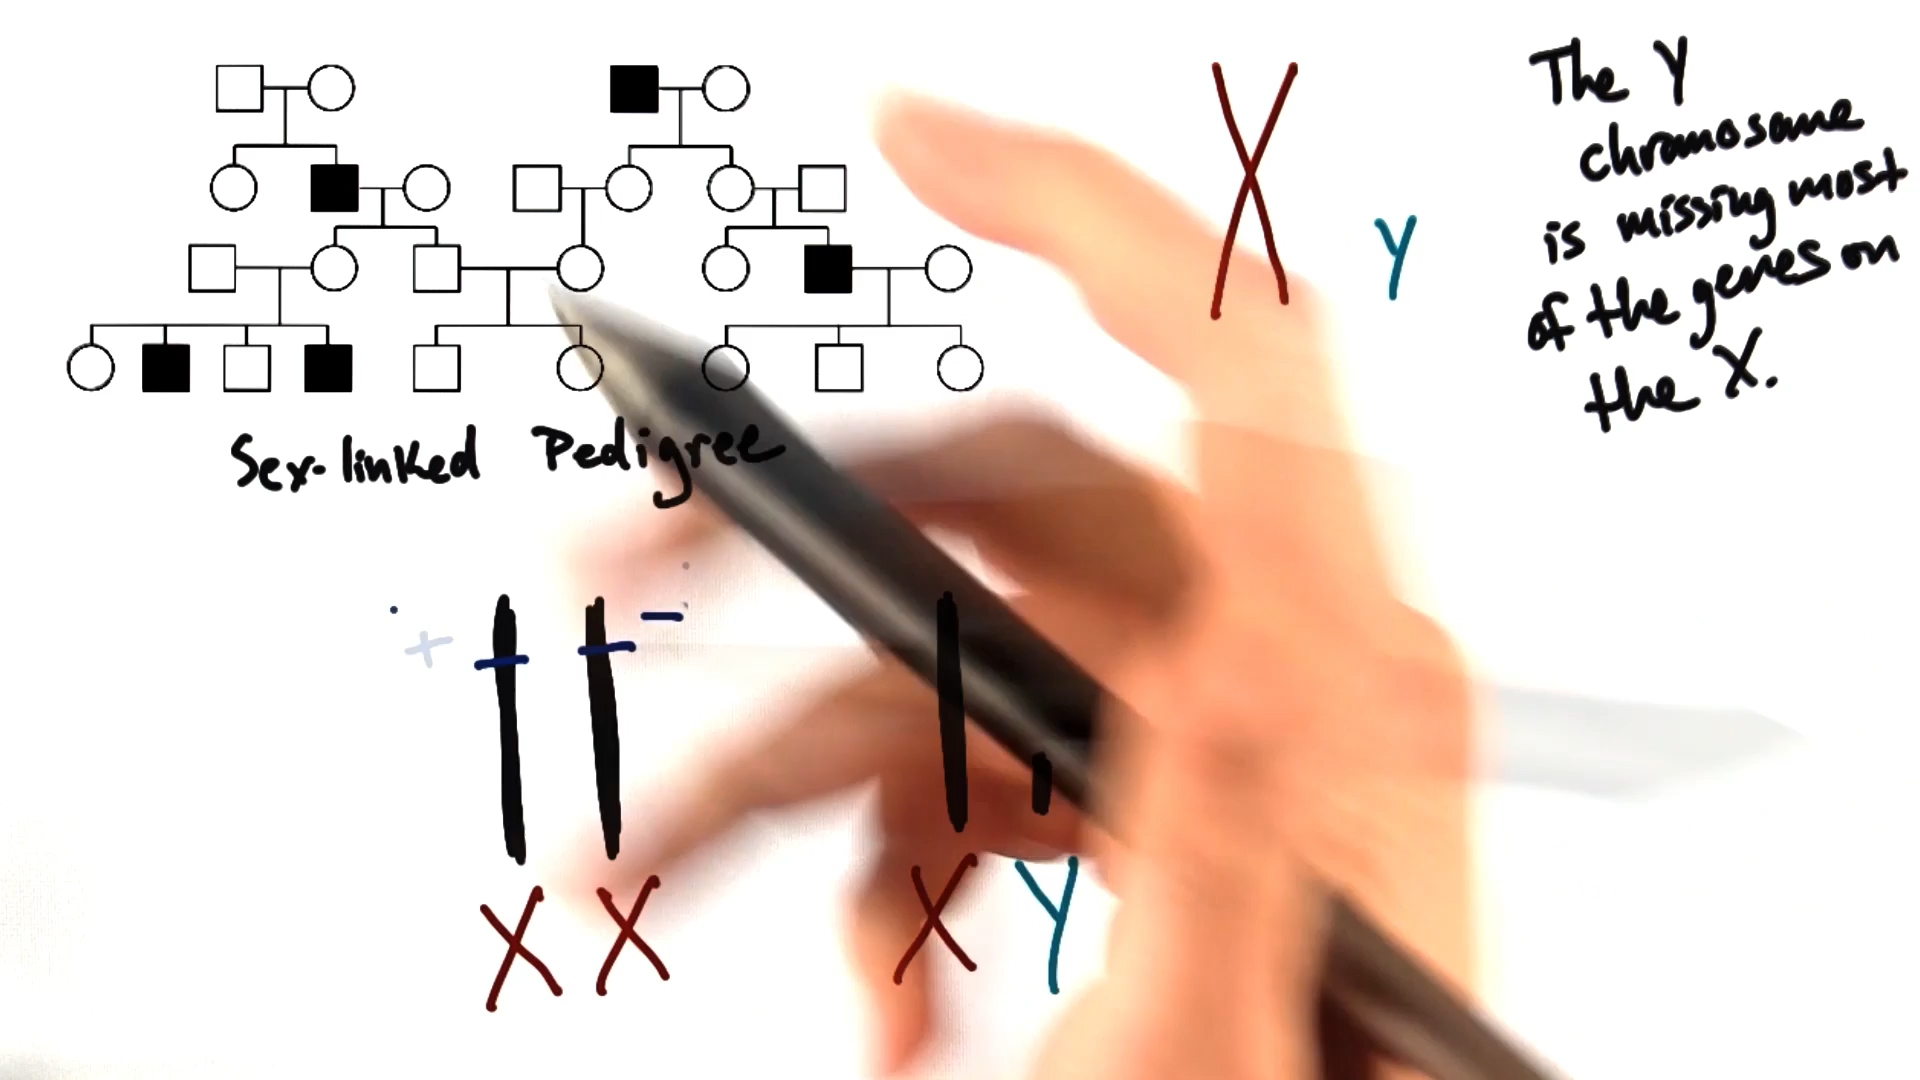 The Y
chromosome
is missing most
of the genes on
the X.
X
Y
Sex-linked Pedigree
+
-
X X
X Y